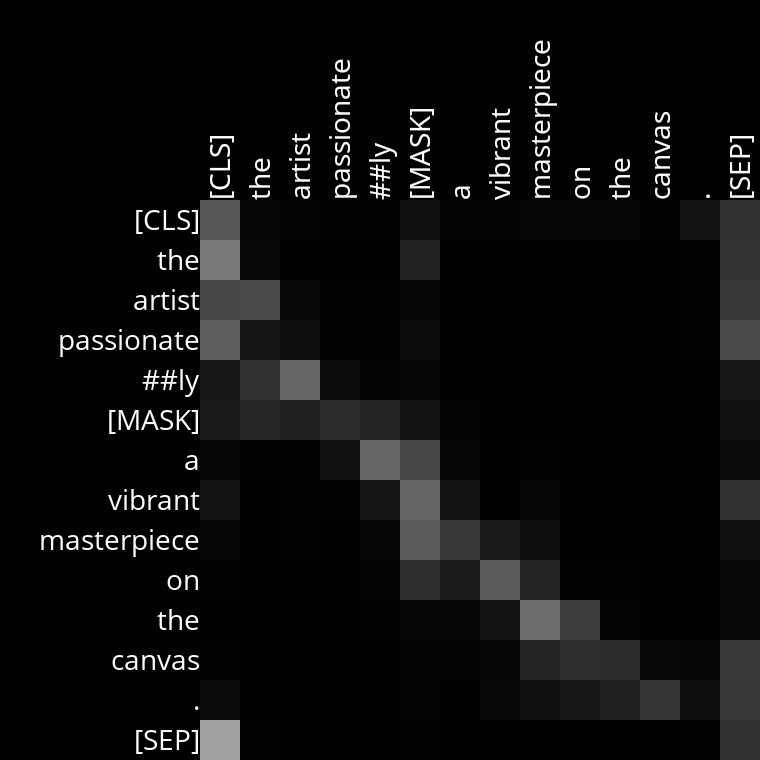 [CLS] the artist passionate ##ly [MASK] a vibrant masterpiece on the canvas . [SEP]
[CLS]
the
artist
passionate
##ly
[MASK]
a
vibrant
masterpiece
on
the
canvas
.
[SEP]